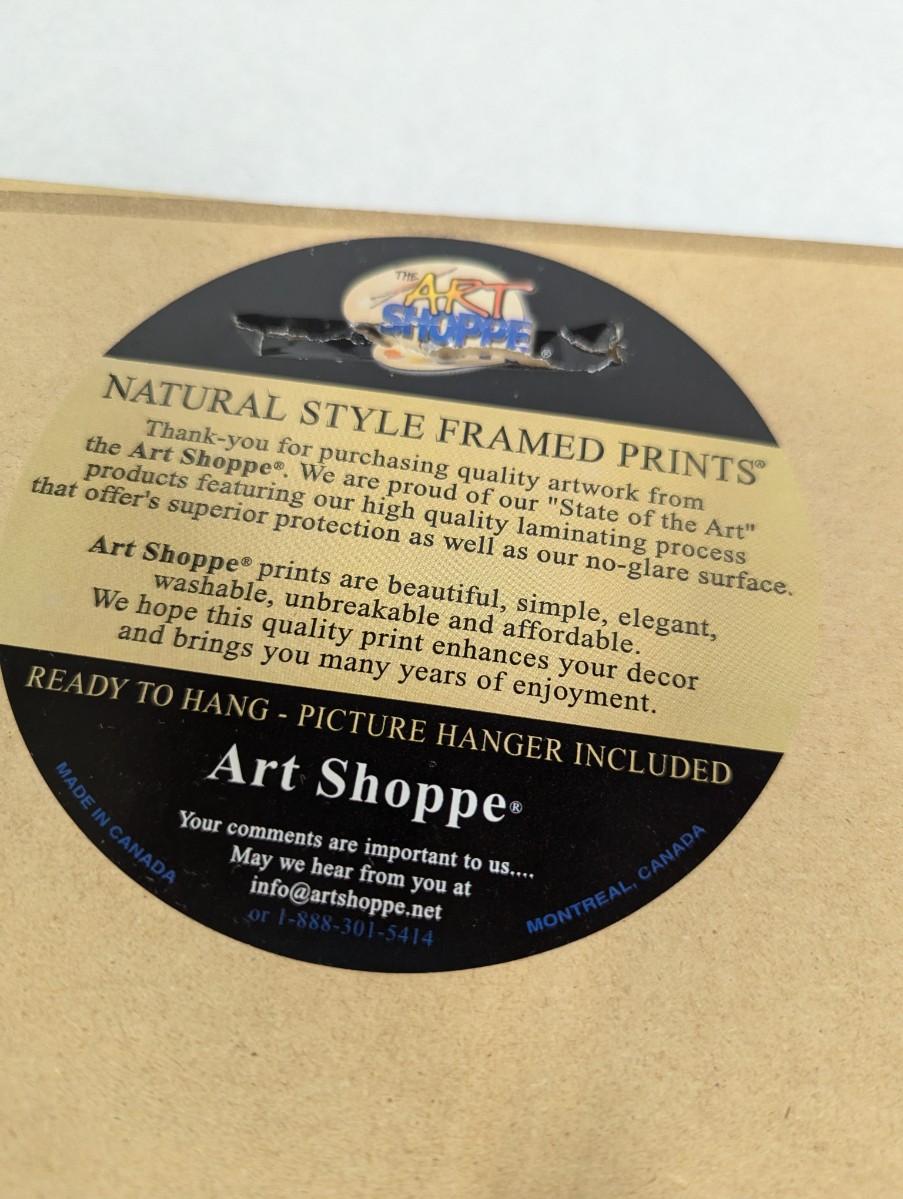 THE
ART
SHOPPE®
NATURAL STYLE FRAMED PRINTS®
Thank-you for purchasing quality artwork from
the Art Shoppe®. We are proud of our "State of the Art"
products featuring our high quality laminating process
that offer's superior protection as well as our no-glare surface.
Art Shoppe® prints are beautiful, simple, elegant,
washable, unbreakable and affordable.
We hope this quality print enhances your decor
and brings you many years of enjoyment.
READY TO HANG - PICTURE HANGER INCLUDED
Art Shoppe®
Your comments are important to us....
May we hear from you at
info@artshoppe.net
or 1-888-301-5414
MADE IN CANADA
MONTREAL, CANADA